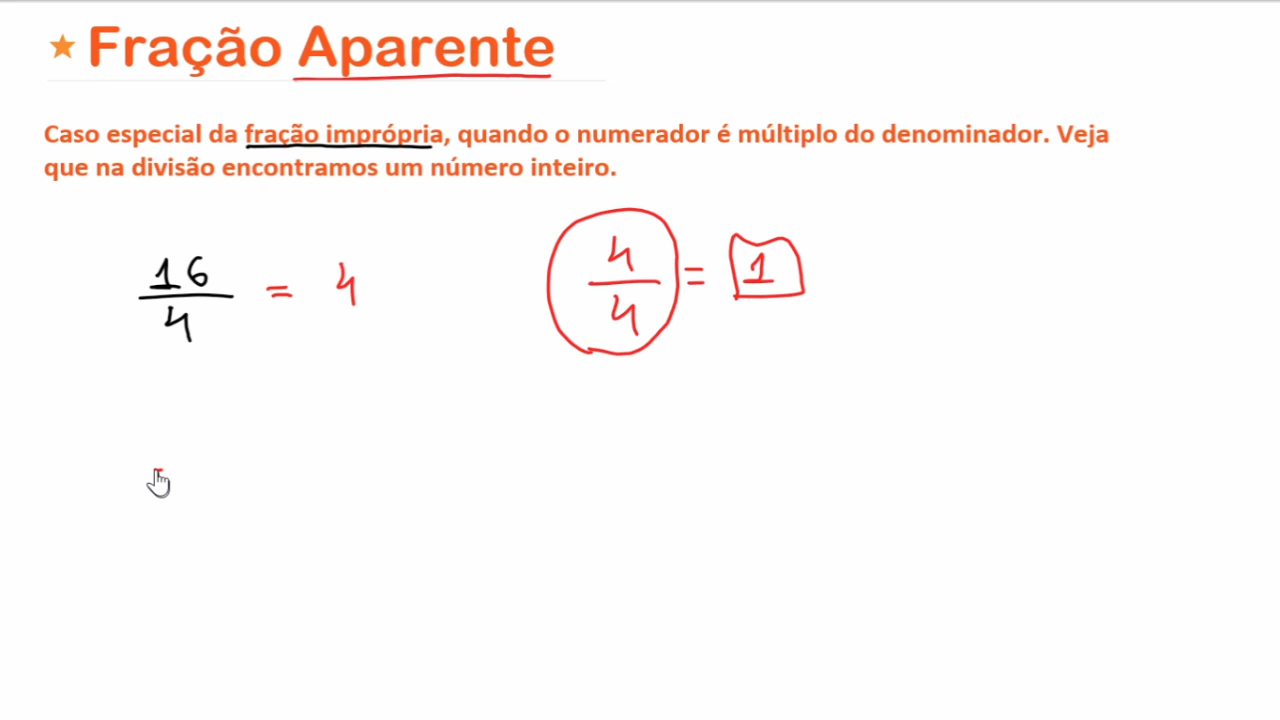 Fração Aparente
Caso especial da fração imprópria, quando o numerador é múltiplo do denominador. Veja
que na divisão encontramos um número inteiro.
16/4 = 4
4/4 = 1